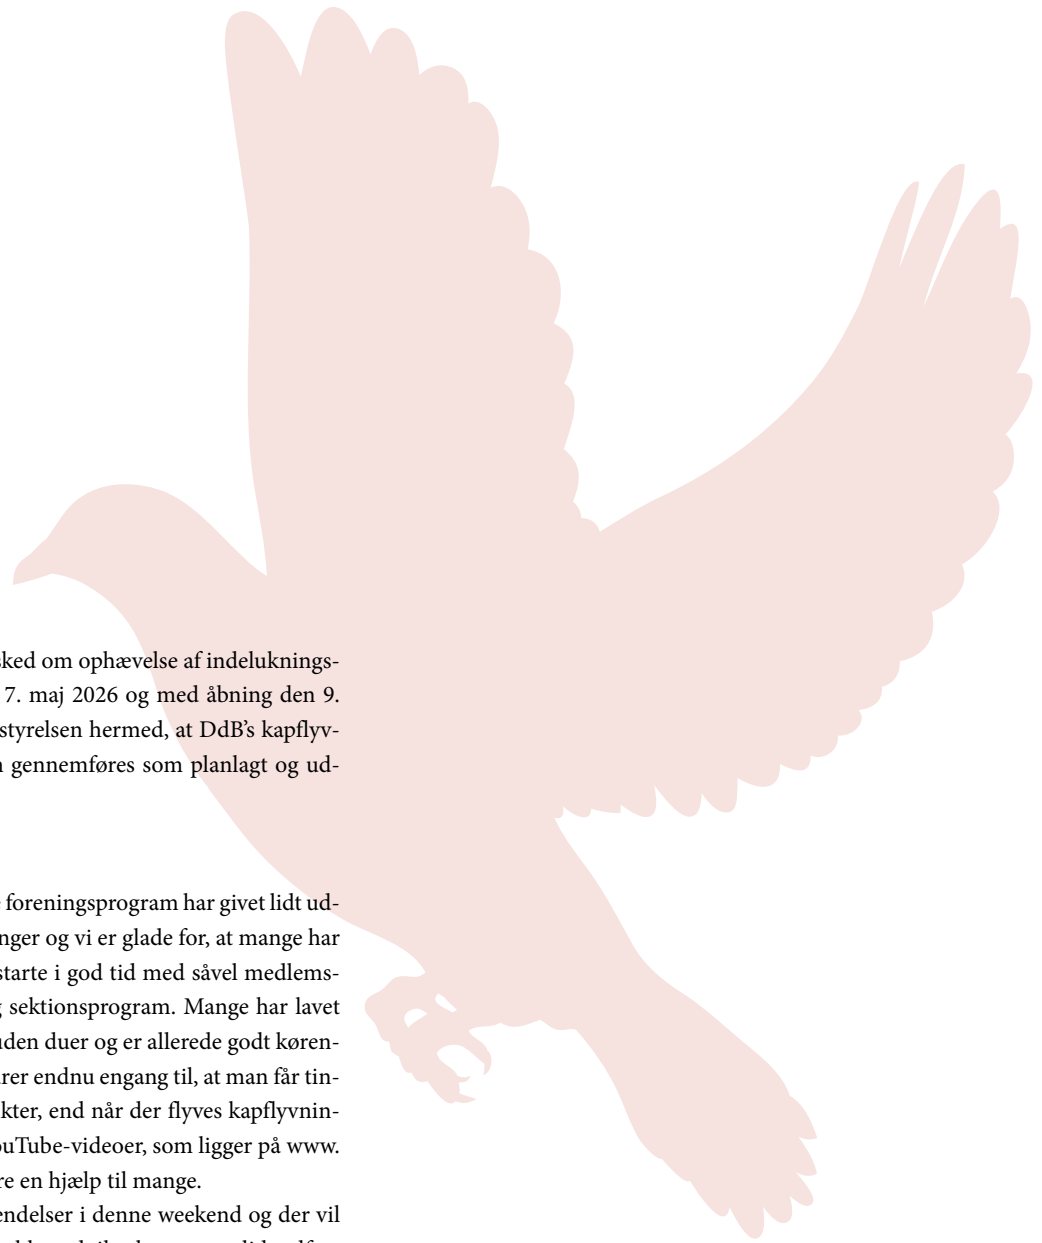 sked om ophævelse af indeluknings-
7. maj 2026 og med åbning den 9.
styrelsen hermed, at DdB's kapflyv-
gennemføres som planlagt og ud-
foreningsprogram har givet lidt ud-
nger og vi er glade for, at mange har
starte i god tid med såvel medlems-
sektionsprogram. Mange har lavet
uden duer og er allerede godt køren-
rer endnu engang til, at man får tin-
kter, end når der flyves kapflyvnin-
ouTube-videoer, som ligger på www.
re en hjælp til mange.
endelser i denne weekend og der vil